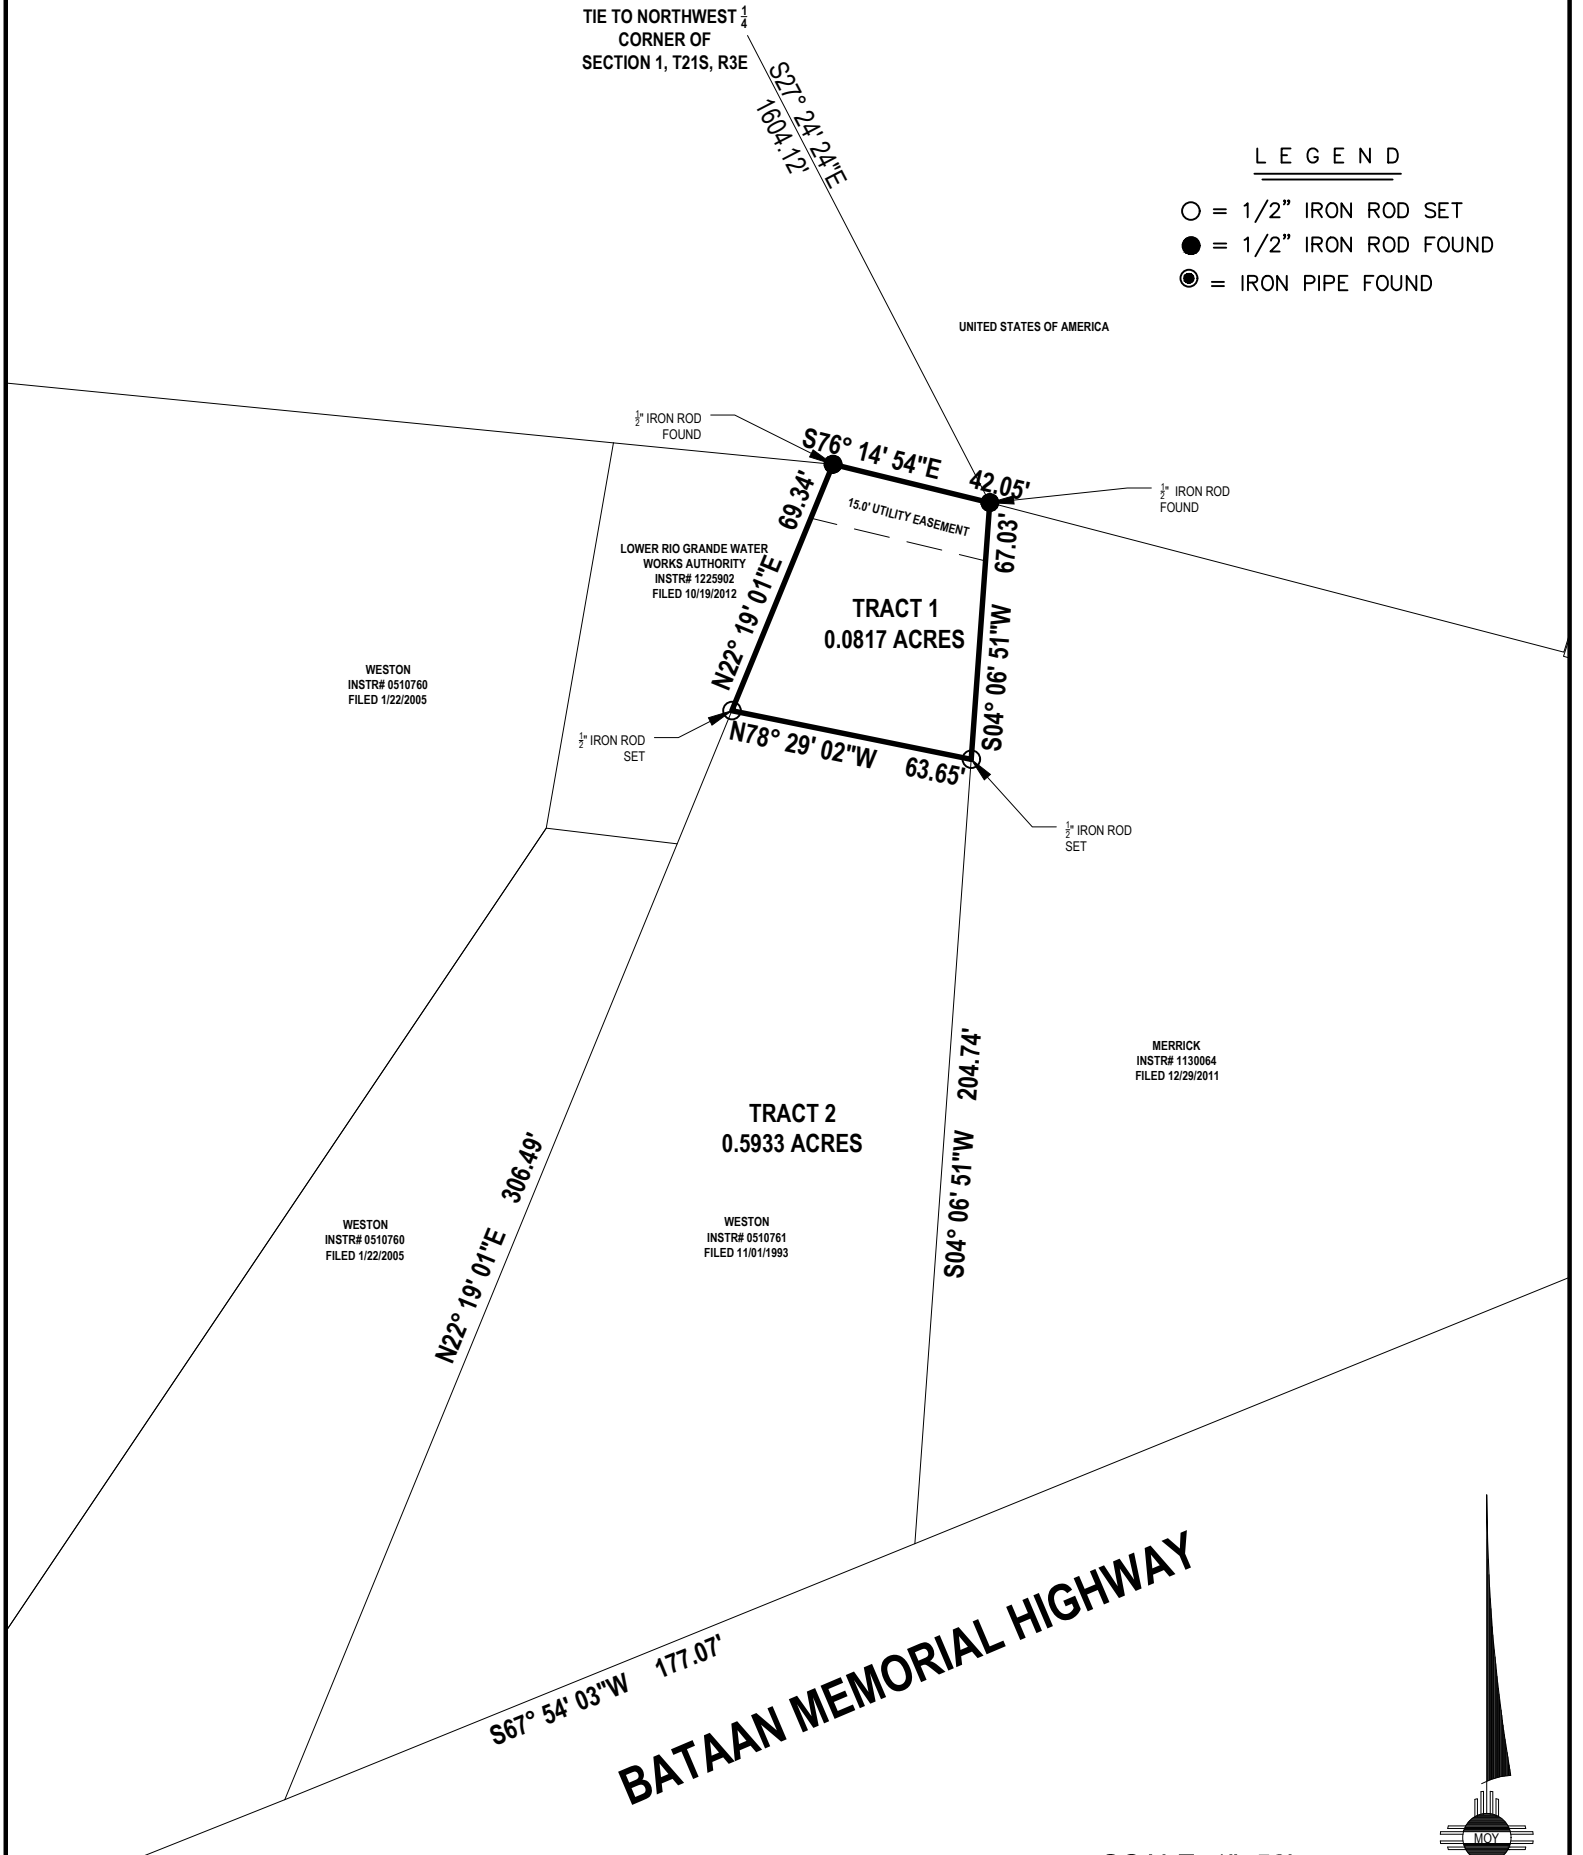 TIE TO NORTHWEST 1/4
CORNER OF
SECTION 1, T21S, R3E
S27° 24' 24"E
1604.12'
LEGEND
= 1/2" IRON ROD SET
= 1/2" IRON ROD FOUND
= IRON PIPE FOUND
UNITED STATES OF AMERICA
1/2" IRON ROD
FOUND
S76° 14' 54"E 42.05'
1/2" IRON ROD
FOUND
15.0' UTILITY EASEMENT
N22° 19' 01"E 69.34'
S04° 06' 51"W 67.03'
LOWER RIO GRANDE WATER
WORKS AUTHORITY
INSTR# 1225902
FILED 10/19/2012
TRACT 1
0.0817 ACRES
WESTON
INSTR# 0510760
FILED 1/22/2005
1/2" IRON ROD
SET
N78° 29' 02"W 63.65'
1/2" IRON ROD
SET
MERRICK
INSTR# 1130064
FILED 12/29/2011
TRACT 2
0.5933 ACRES
S04° 06' 51"W 204.74'
N22° 19' 01"E 306.49'
WESTON
INSTR# 0510760
FILED 1/22/2005
WESTON
INSTR# 0510761
FILED 11/01/1993
S67° 54' 03"W 177.07'
BATAAN MEMORIAL HIGHWAY
MOY